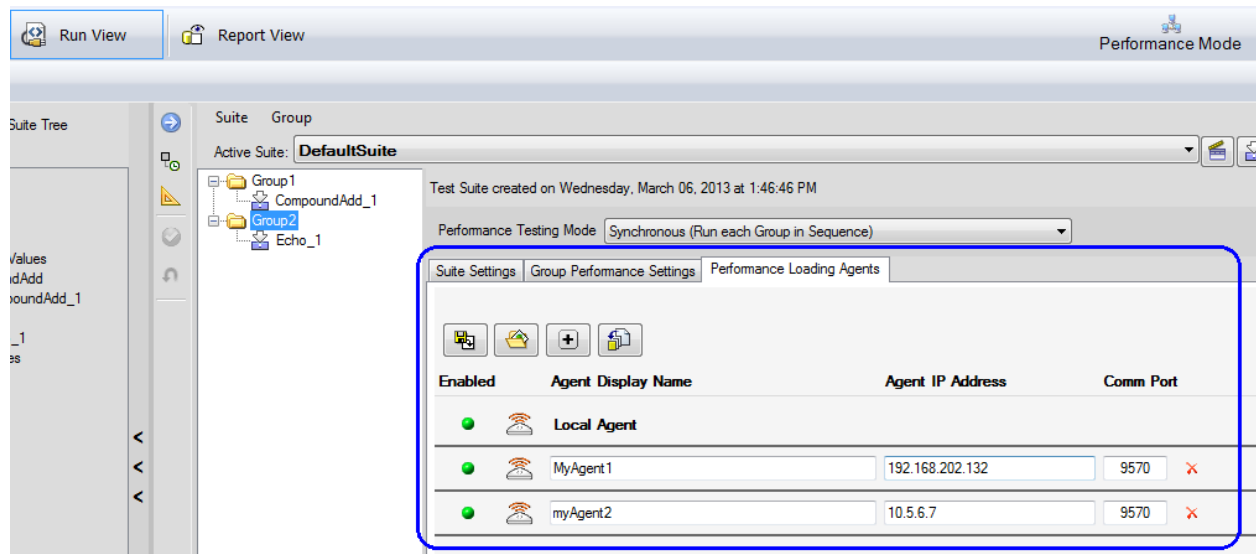 Run View
Report View
Performance Mode
Suite Tree
Suite Group
Active Suite: DefaultSuite
Group1
CompoundAdd_1
Group2
Echo_1
Values
ndAdd
poundAdd_1
_1
es
<
<
<
Test Suite created on Wednesday, March 06, 2013 at 1:46:46 PM
Performance Testing Mode Synchronous (Run each Group in Sequence)
Suite Settings Group Performance Settings Performance Loading Agents
Enabled Agent Display Name Agent IP Address Comm Port
Local Agent
MyAgent1 192.168.202.132 9570
myAgent2 10.5.6.7 9570